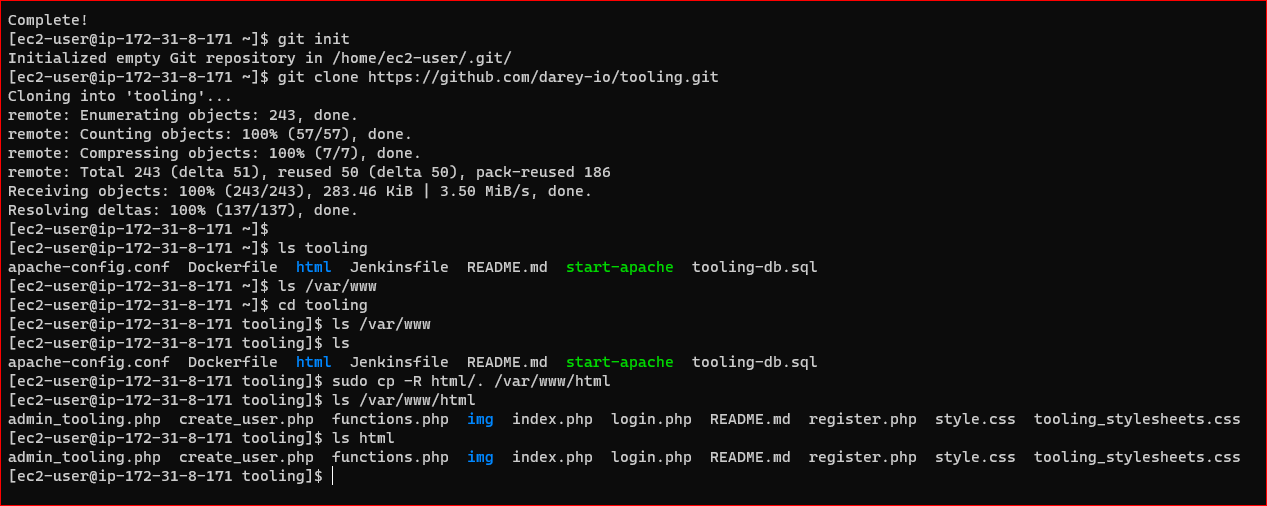 Complete!
[ec2-user@ip-172-31-8-171 ~]$ git init
Initialized empty Git repository in /home/ec2-user/.git/
[ec2-user@ip-172-31-8-171 ~]$ git clone https://github.com/darey-io/tooling.git
Cloning into 'tooling'...
remote: Enumerating objects: 243, done.
remote: Counting objects: 100% (57/57), done.
remote: Compressing objects: 100% (7/7), done.
remote: Total 243 (delta 51), reused 50 (delta 50), pack-reused 186
Receiving objects: 100% (243/243), 283.46 KiB | 3.50 MiB/s, done.
Resolving deltas: 100% (137/137), done.
[ec2-user@ip-172-31-8-171 ~]$
[ec2-user@ip-172-31-8-171 ~]$ ls tooling
apache-config.conf  Dockerfile  html  Jenkinsfile  README.md  start-apache  tooling-db.sql
[ec2-user@ip-172-31-8-171 ~]$ ls /var/www
[ec2-user@ip-172-31-8-171 ~]$ cd tooling
[ec2-user@ip-172-31-8-171 tooling]$ ls /var/www
[ec2-user@ip-172-31-8-171 tooling]$ ls
apache-config.conf  Dockerfile  html  Jenkinsfile  README.md  start-apache  tooling-db.sql
[ec2-user@ip-172-31-8-171 tooling]$ sudo cp -R html/. /var/www/html
[ec2-user@ip-172-31-8-171 tooling]$ ls /var/www/html
admin_tooling.php  create_user.php  functions.php  img  index.php  login.php  README.md  register.php  style.css  tooling_stylesheets.css
[ec2-user@ip-172-31-8-171 tooling]$ ls html
admin_tooling.php  create_user.php  functions.php  img  index.php  login.php  README.md  register.php  style.css  tooling_stylesheets.css
[ec2-user@ip-172-31-8-171 tooling]$